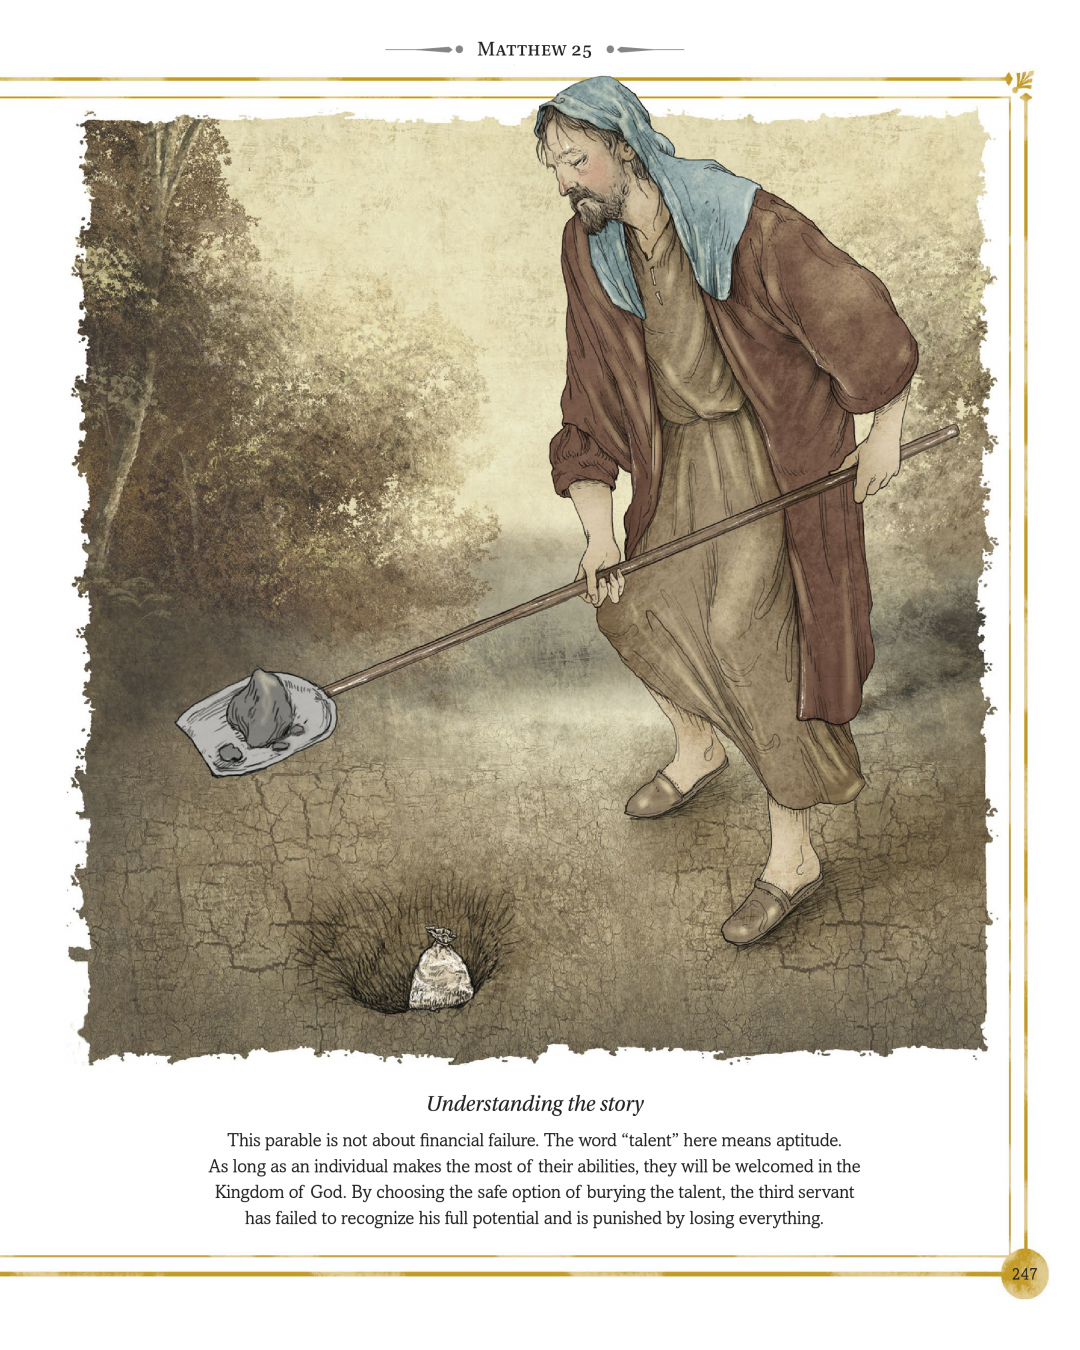 Matthew 25
Understanding the story
This parable is not about financial failure. The word “talent” here means aptitude.
As long as an individual makes the most of their abilities, they will be welcomed in the
Kingdom of God. By choosing the safe option of burying the talent, the third servant
has failed to recognize his full potential and is punished by losing everything.
247